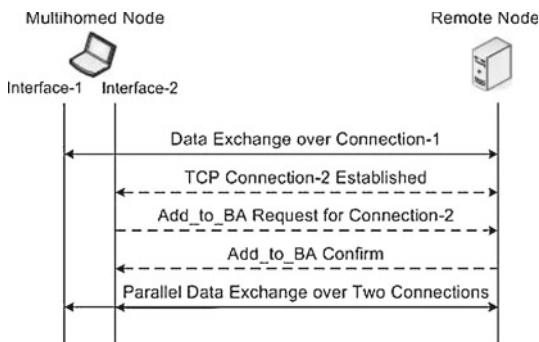 Multihomed Node
Remote Node
Interface-1
Interface-2
Data Exchange over Connection-1
TCP Connection-2 Established
Add_to_BA Request for Connection-2
Add_to_BA Confirm
Parallel Data Exchange over Two Connections